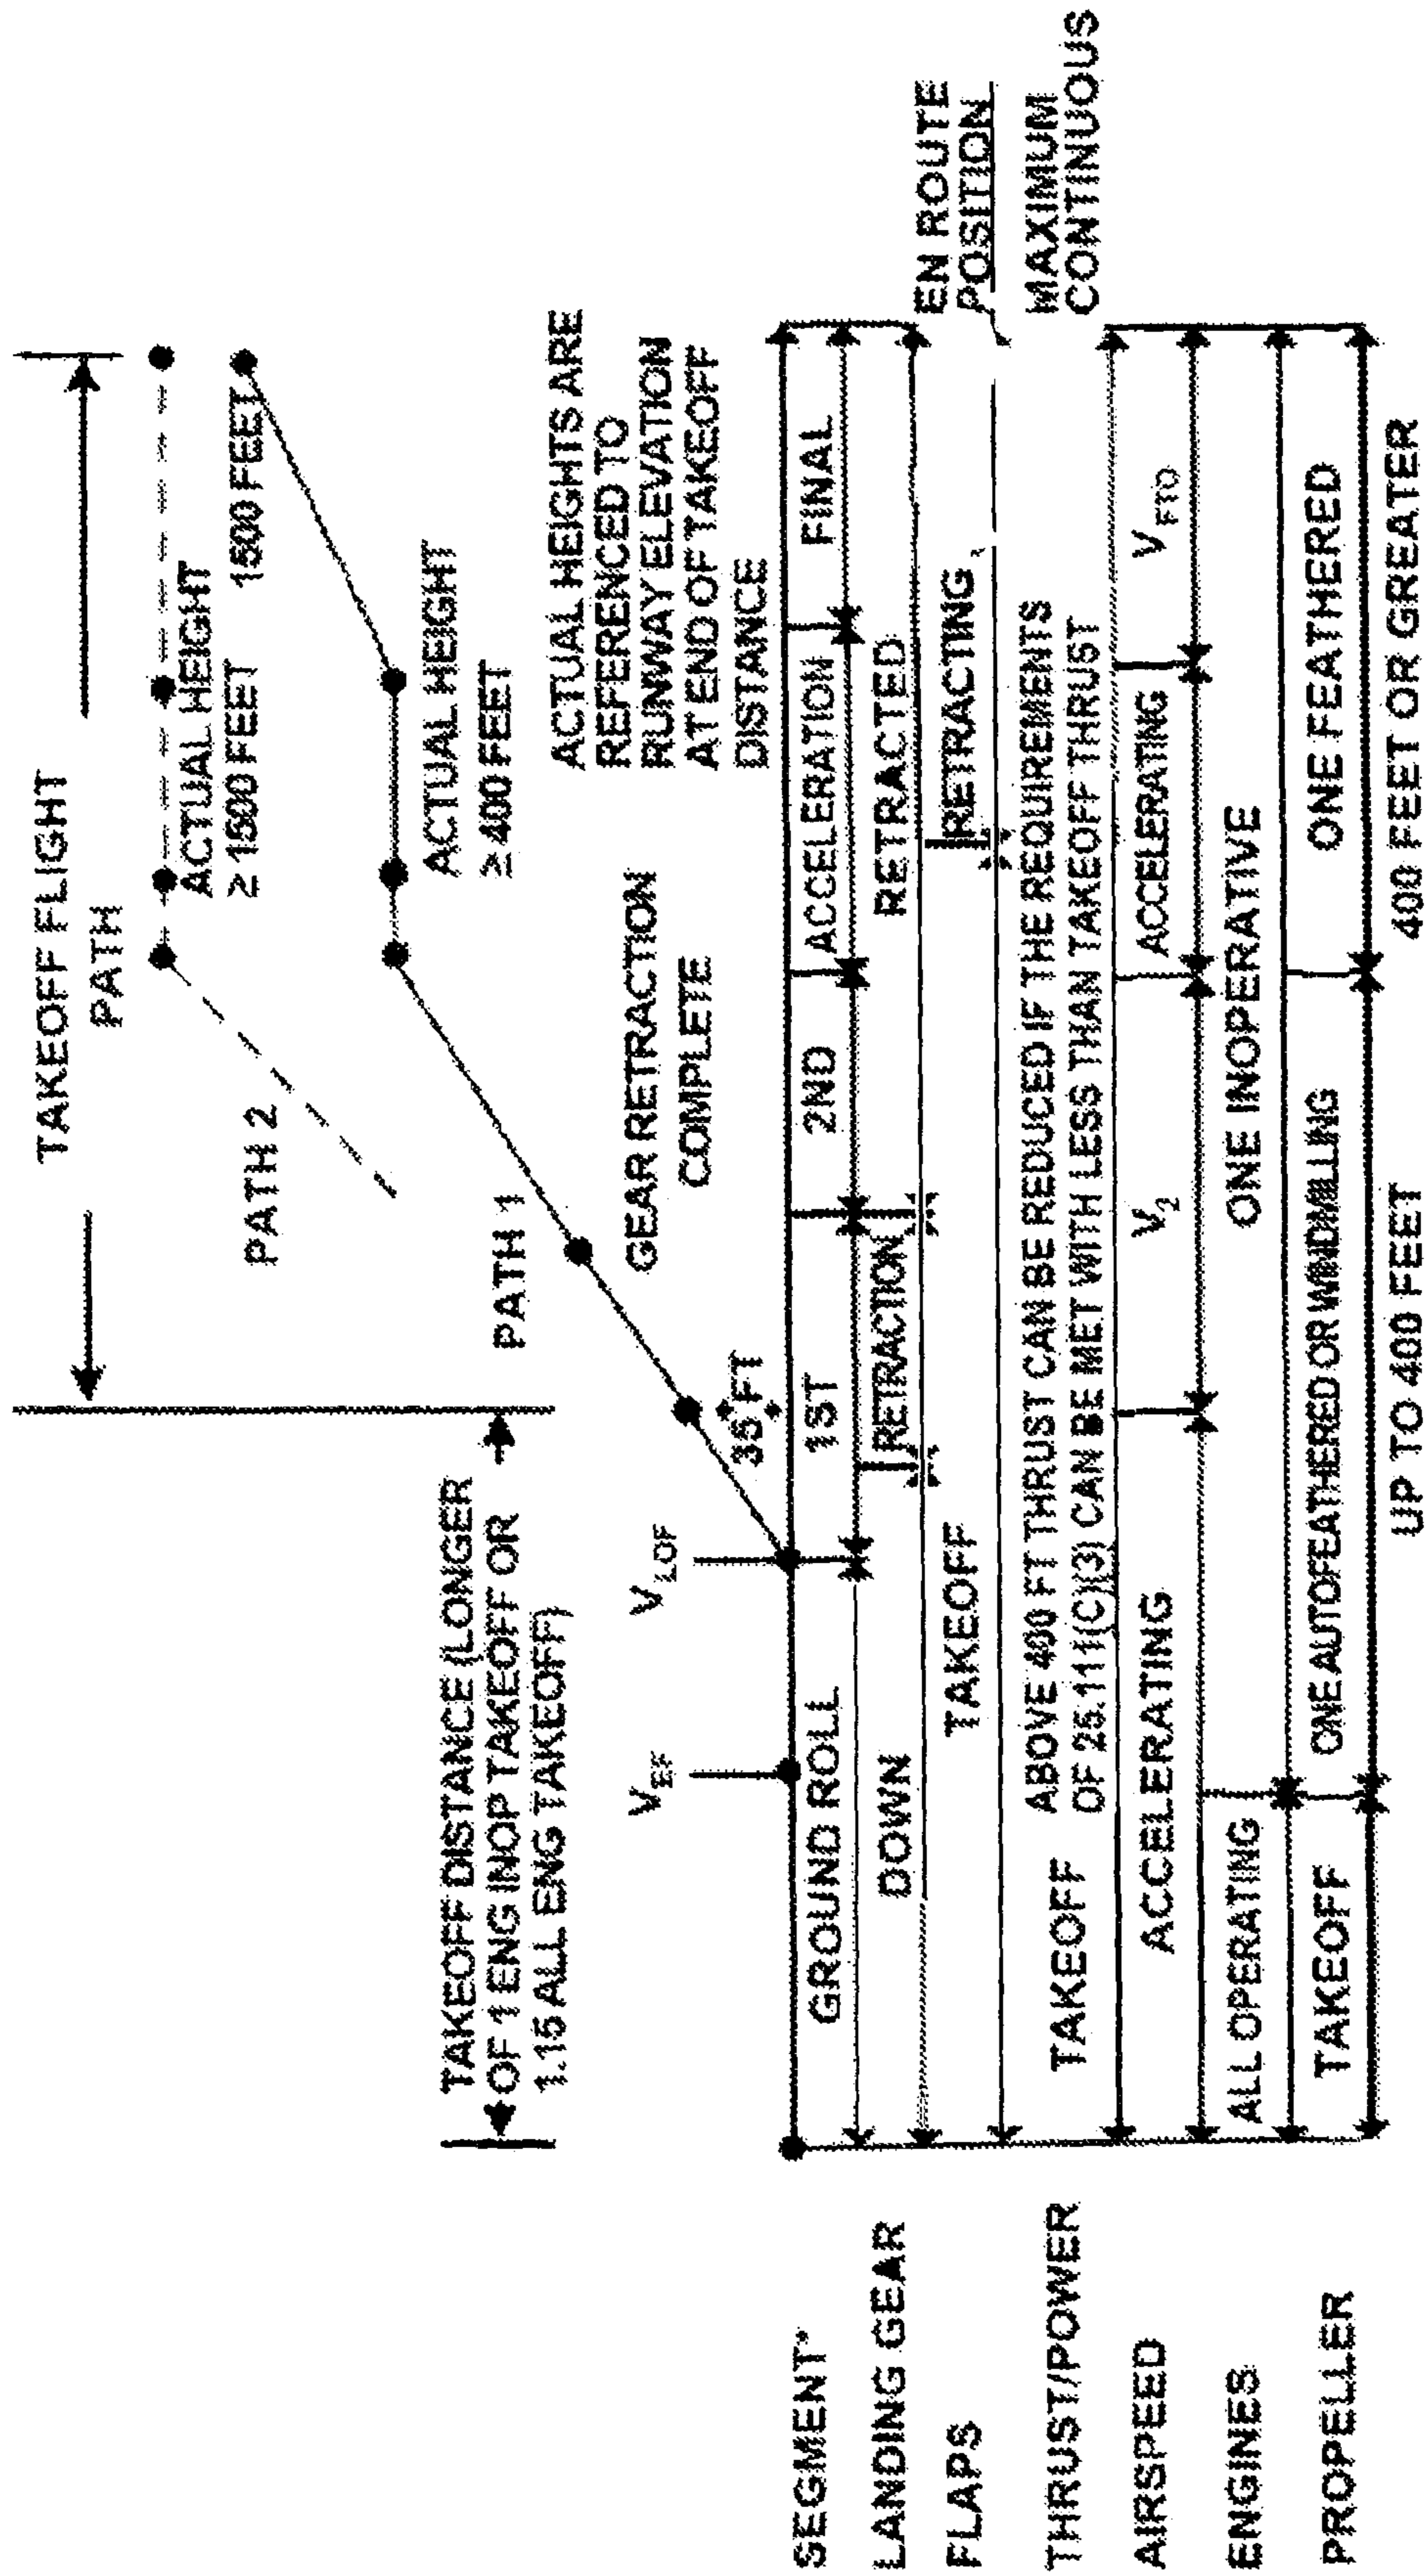 TAKEOFF FLIGHT
PATH
ACTUAL HEIGHT
≥ 1500 FEET
1500 FEET
PATH 2
TAKEOFF DISTANCE (LONGER
OF 1 ENG INOP TAKEOFF OR
1.15 ALL ENG TAKEOFF)
PATH 1
ACTUAL HEIGHT
≥ 400 FEET
ACTUAL HEIGHTS ARE
REFERENCED TO
RUNWAY ELEVATION
AT END OF TAKEOFF
DISTANCE
GEAR RETRACTION
COMPLETE
VEF
VLOF
35 FT
SEGMENT*
GROUND ROLL
1ST
2ND
ACCELERATION
FINAL
LANDING GEAR
DOWN
RETRACTION
RETRACTED
FLAPS
TAKEOFF
RETRACTING
EN ROUTE
POSITION
THRUST/POWER
TAKEOFF
ABOVE 400 FT THRUST CAN BE REDUCED IF THE REQUIREMENTS
OF 25.111(C)(3) CAN BE MET WITH LESS THAN TAKEOFF THRUST
MAXIMUM
CONTINUOUS
AIRSPEED
ACCELERATING
V2
ACCELERATING
VFTO
ENGINES
ALL OPERATING
ONE INOPERATIVE
PROPELLER
TAKEOFF
ONE AUTOFEATHERED OR WINDMILLING
ONE FEATHERED
UP TO 400 FEET
400 FEET OR GREATER